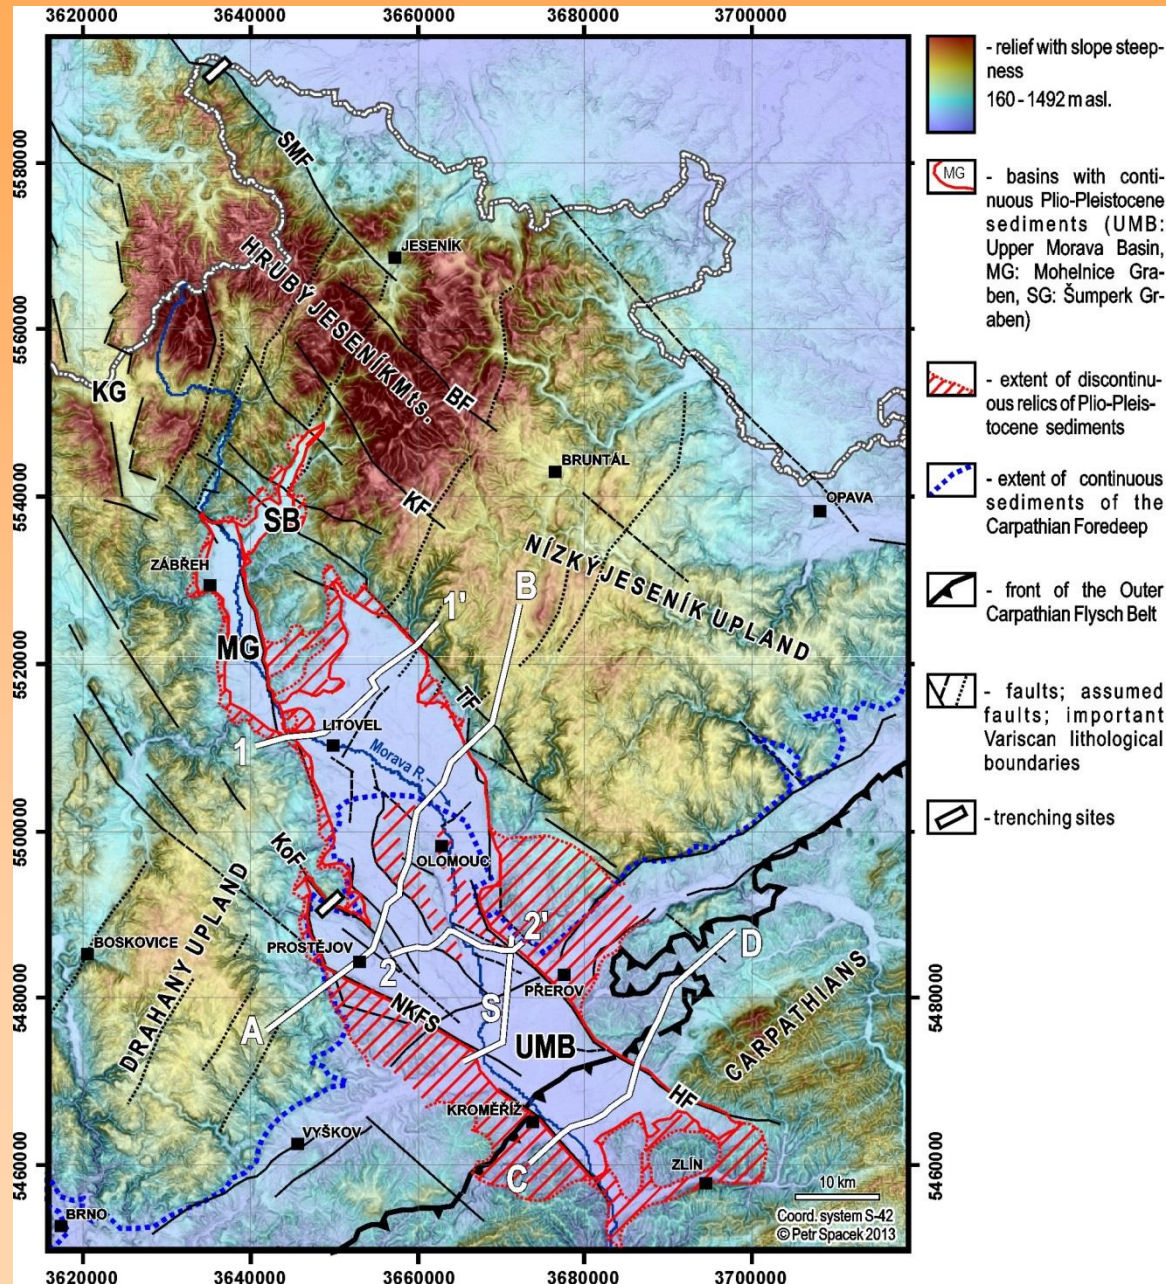 3620000 3640000 3660000 3680000 3700000
5580000
5560000
5540000
5520000
5500000
5480000
5460000
SMF
JESENÍK
HRUBÝ JESENÍK Mts.
KG
BF
BRUNTÁL
OPAVA
KF
SB
ZÁBŘEH
NÍZKÝ JESENÍK UPLAND
B
1'
MG
TF
LITOVEL
1
Morava R.
KoF
OLOMOUC
DRAHANY UPLAND
BOSKOVICE
PROSTĚJOV
2
2'
D
PŘEROV
A
NKFS
S
UMB
CARPATHIANS
HF
KROMĚŘÍŽ
VYŠKOV
C
ZLÍN
BRNO
10 km
Coord. system S-42
© Petr Spacek 2013
5480000
5460000
3620000 3640000 3660000 3680000 3700000
- relief with slope steep-
ness
160 - 1492 m asl.
MG
- basins with conti-
nuous Plio-Pleistocene
sediments (UMB:
Upper Morava Basin,
MG: Mohelnice Gra-
ben, SG: Šumperk Gr-
aben)
- extent of discontinu-
ous relics of Plio-Pleis-
tocene sediments
- extent of continuous
sediments of the
Carpathian Foredeep
- front of the Outer
Carpathian Flysch Belt
- faults; assumed
faults; important
Variscan lithological
boundaries
- trenching sites